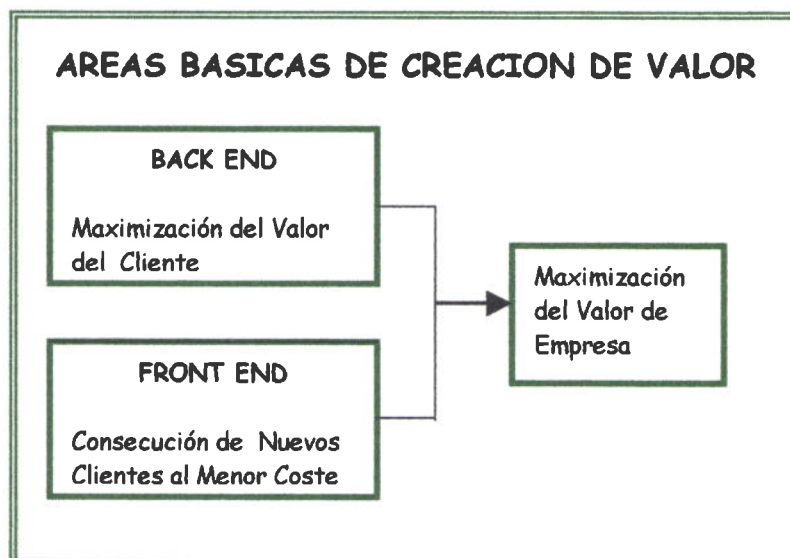 AREAS BASICAS DE CREACION DE VALOR
BACK END
Maximización del Valor
del Cliente
FRONT END
Consecución de Nuevos
Clientes al Menor Coste
Maximización
del Valor de
Empresa